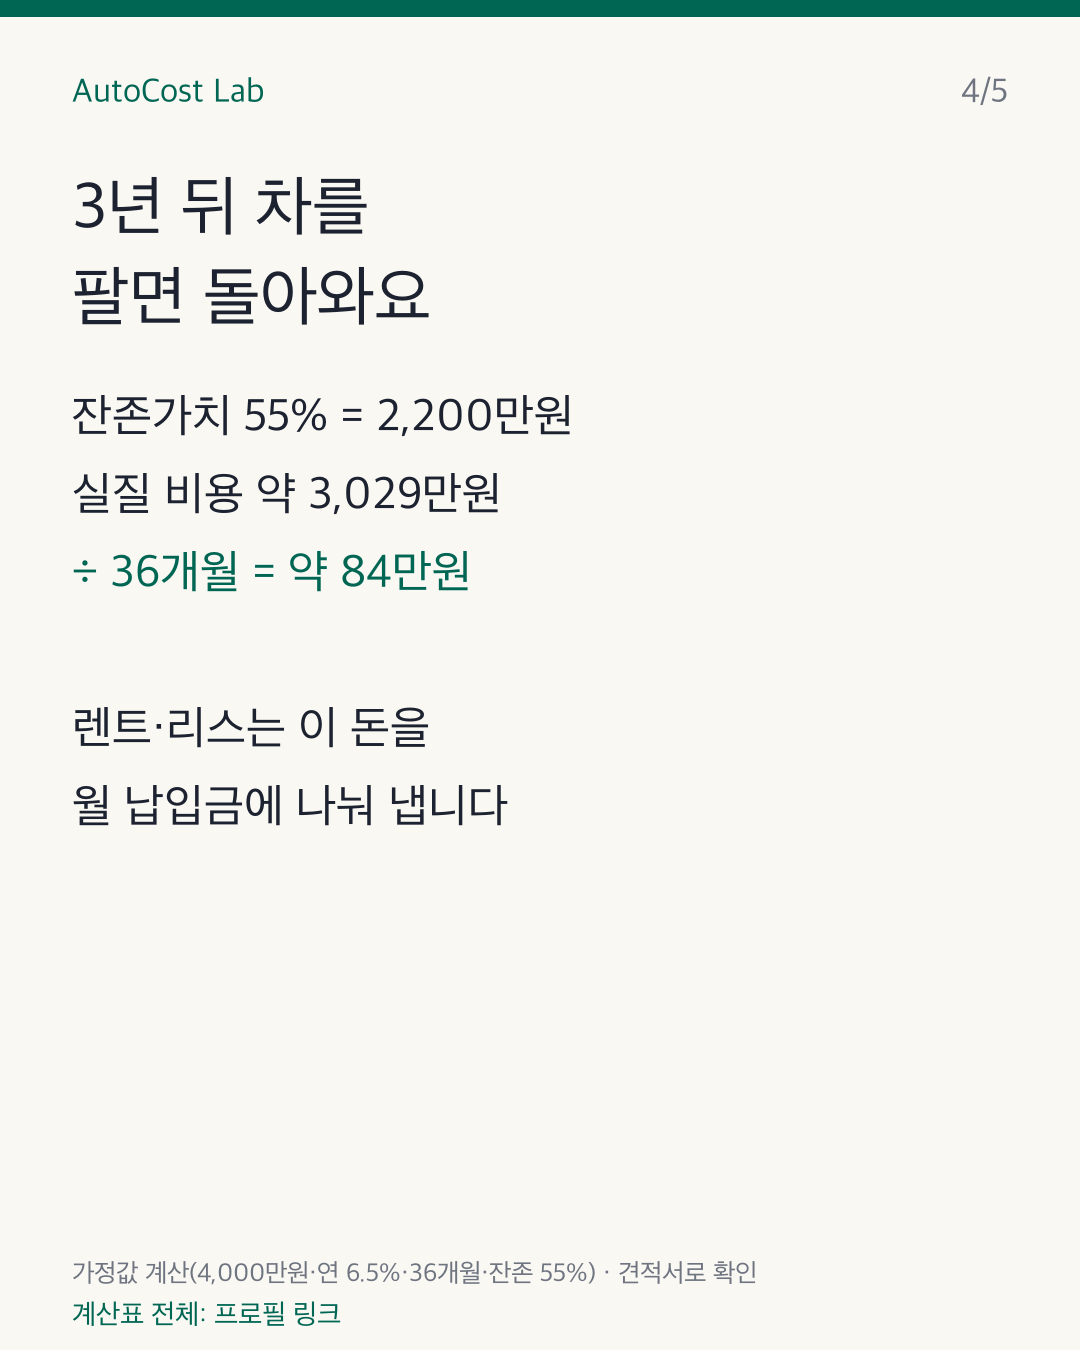 AutoCost Lab
4/5
3년 뒤 차를
팔면 돌아와요
잔존가치 55% = 2,200만원
실질 비용 약 3,029만원
÷ 36개월 = 약 84만원
렌트·리스는 이 돈을
월 납입금에 나눠 냅니다
가정값 계산(4,000만원·연 6.5%·36개월·잔존 55%) · 견적서로 확인
계산표 전체: 프로필 링크